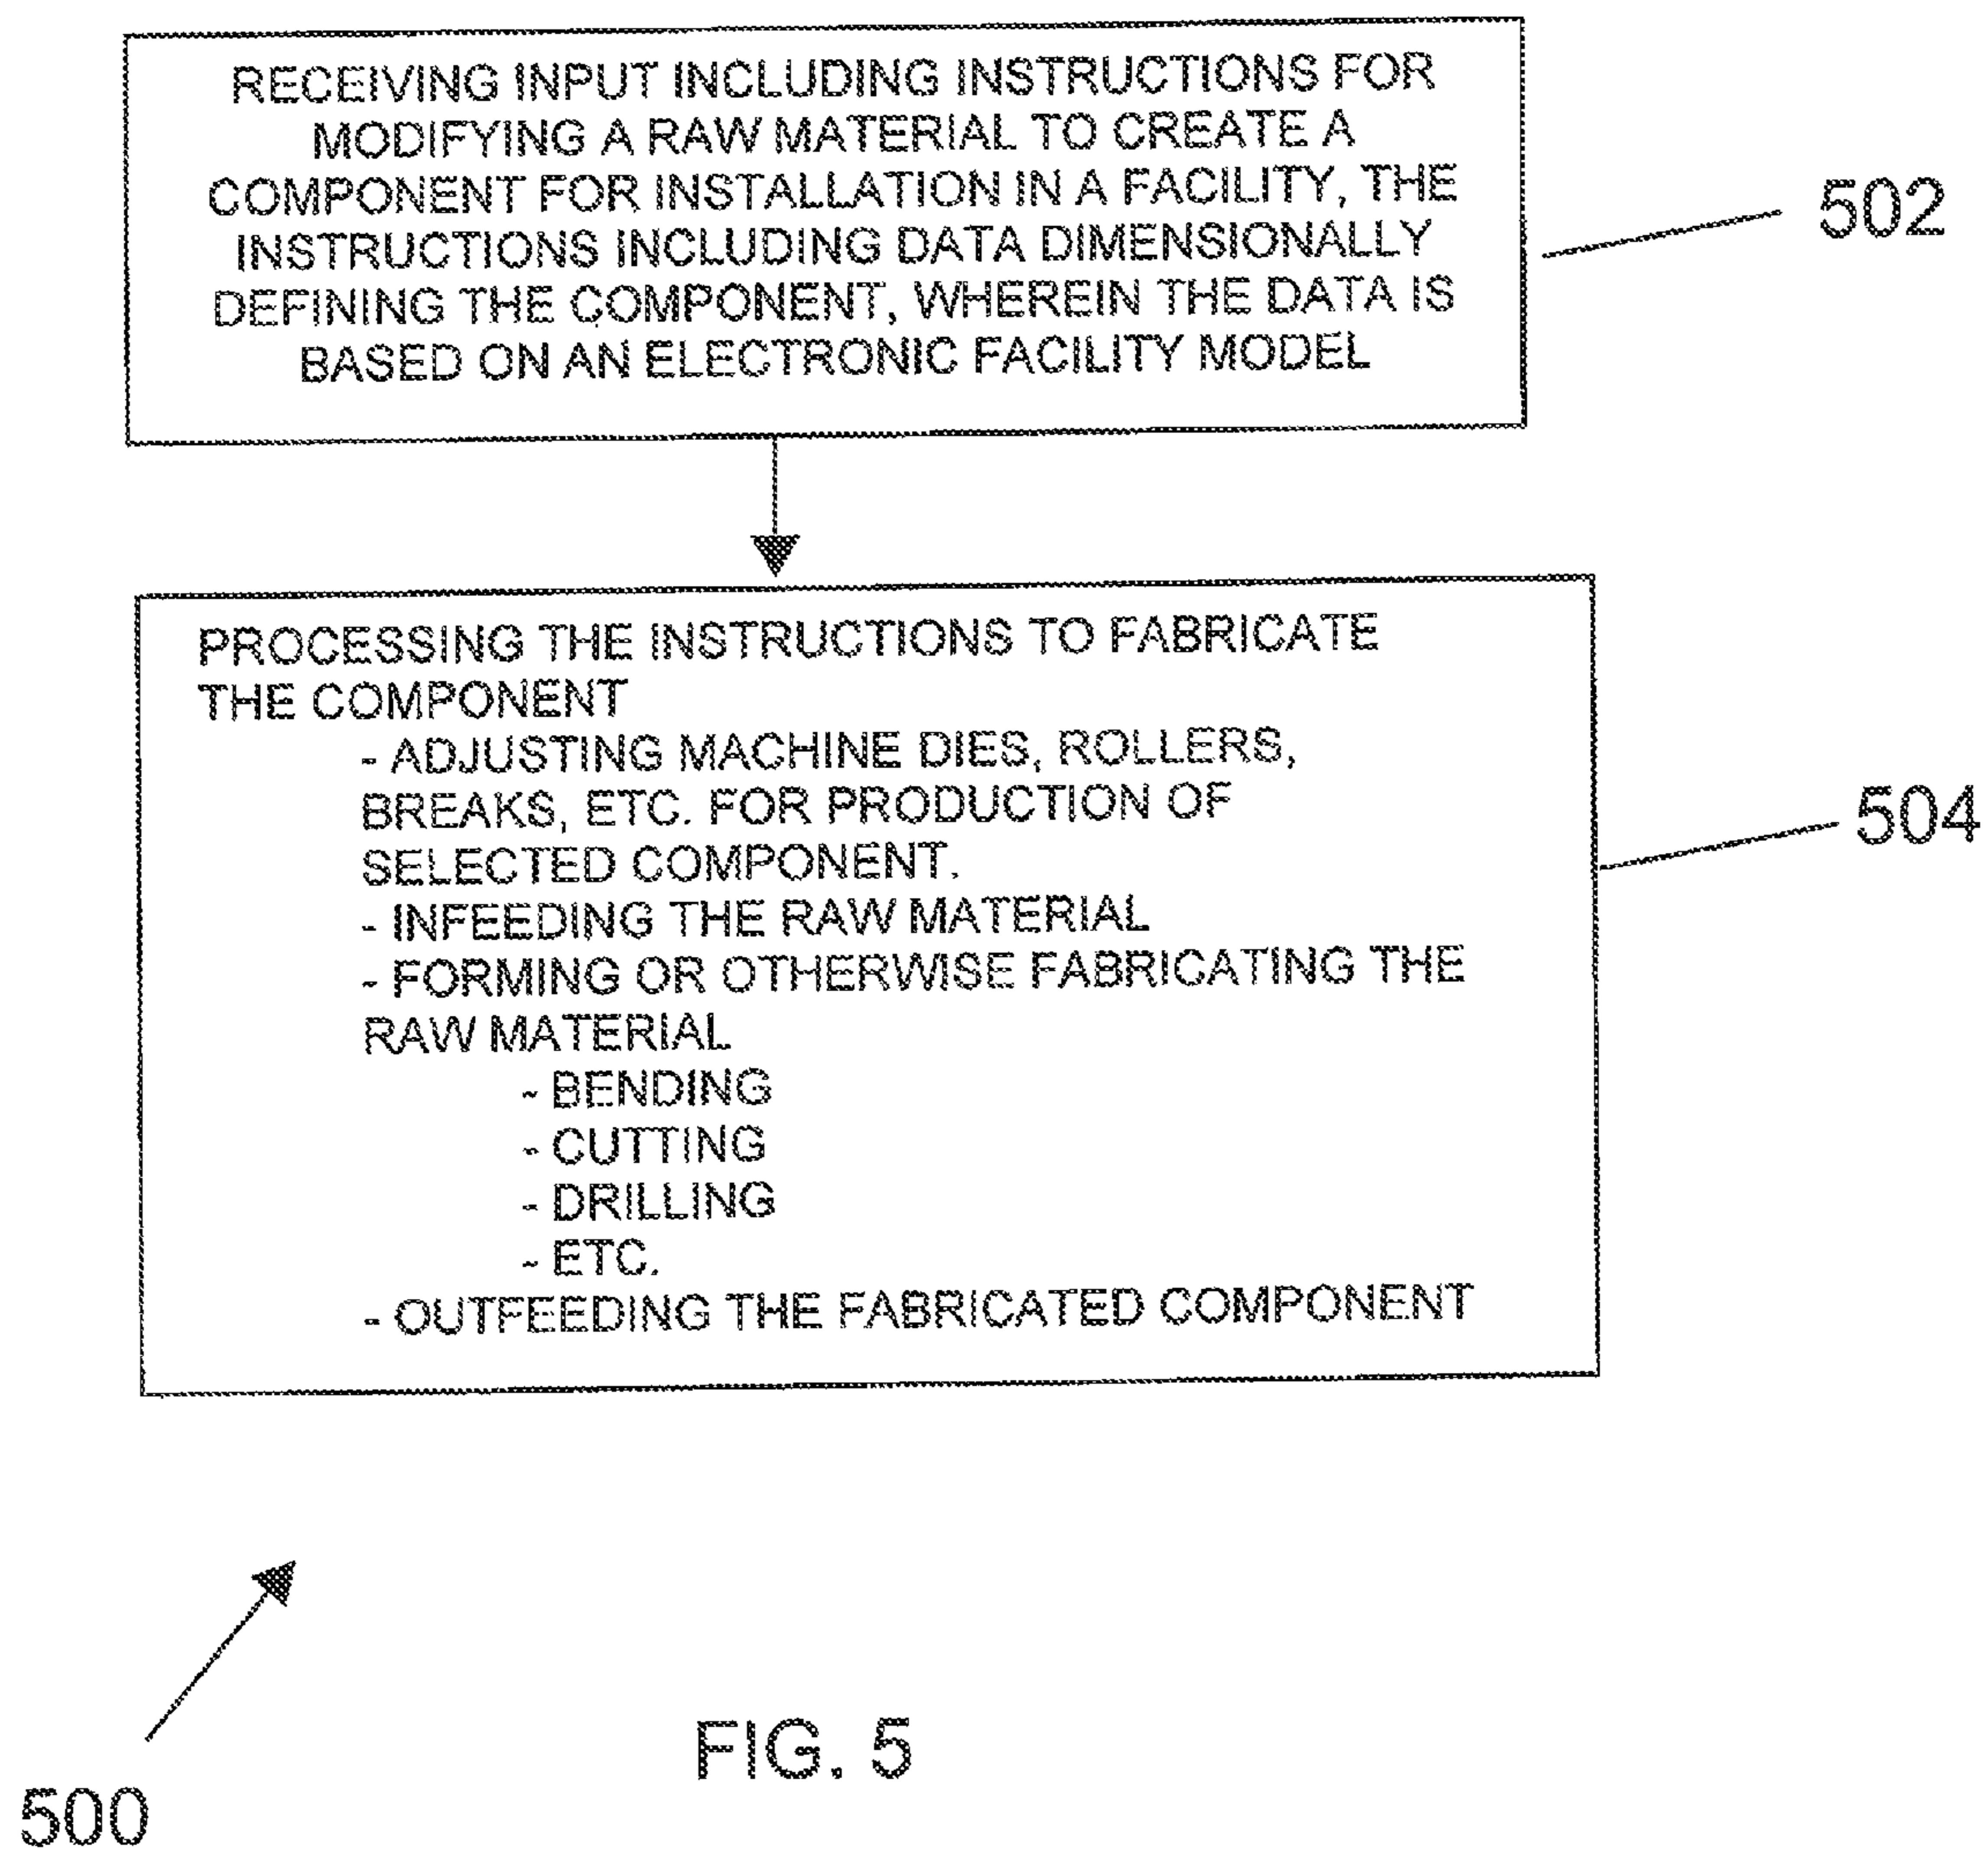 RECEIVING INPUT INCLUDING INSTRUCTIONS FOR
MODIFYING A RAW MATERIAL TO CREATE A
COMPONENT FOR INSTALLATION IN A FACILITY, THE
INSTRUCTIONS INCLUDING DATA DIMENSIONALLY
DEFINING THE COMPONENT, WHEREIN THE DATA IS
BASED ON AN ELECTRONIC FACILITY MODEL
502
PROCESSING THE INSTRUCTIONS TO FABRICATE
THE COMPONENT
- ADJUSTING MACHINE DIES, ROLLERS,
BREAKS, ETC. FOR PRODUCTION OF
SELECTED COMPONENT.
- INFEEDING THE RAW MATERIAL
- FORMING OR OTHERWISE FABRICATING THE
RAW MATERIAL
- BENDING
- CUTTING
- DRILLING
- ETC.
- OUTFEEDING THE FABRICATED COMPONENT
504
500
FIG. 5